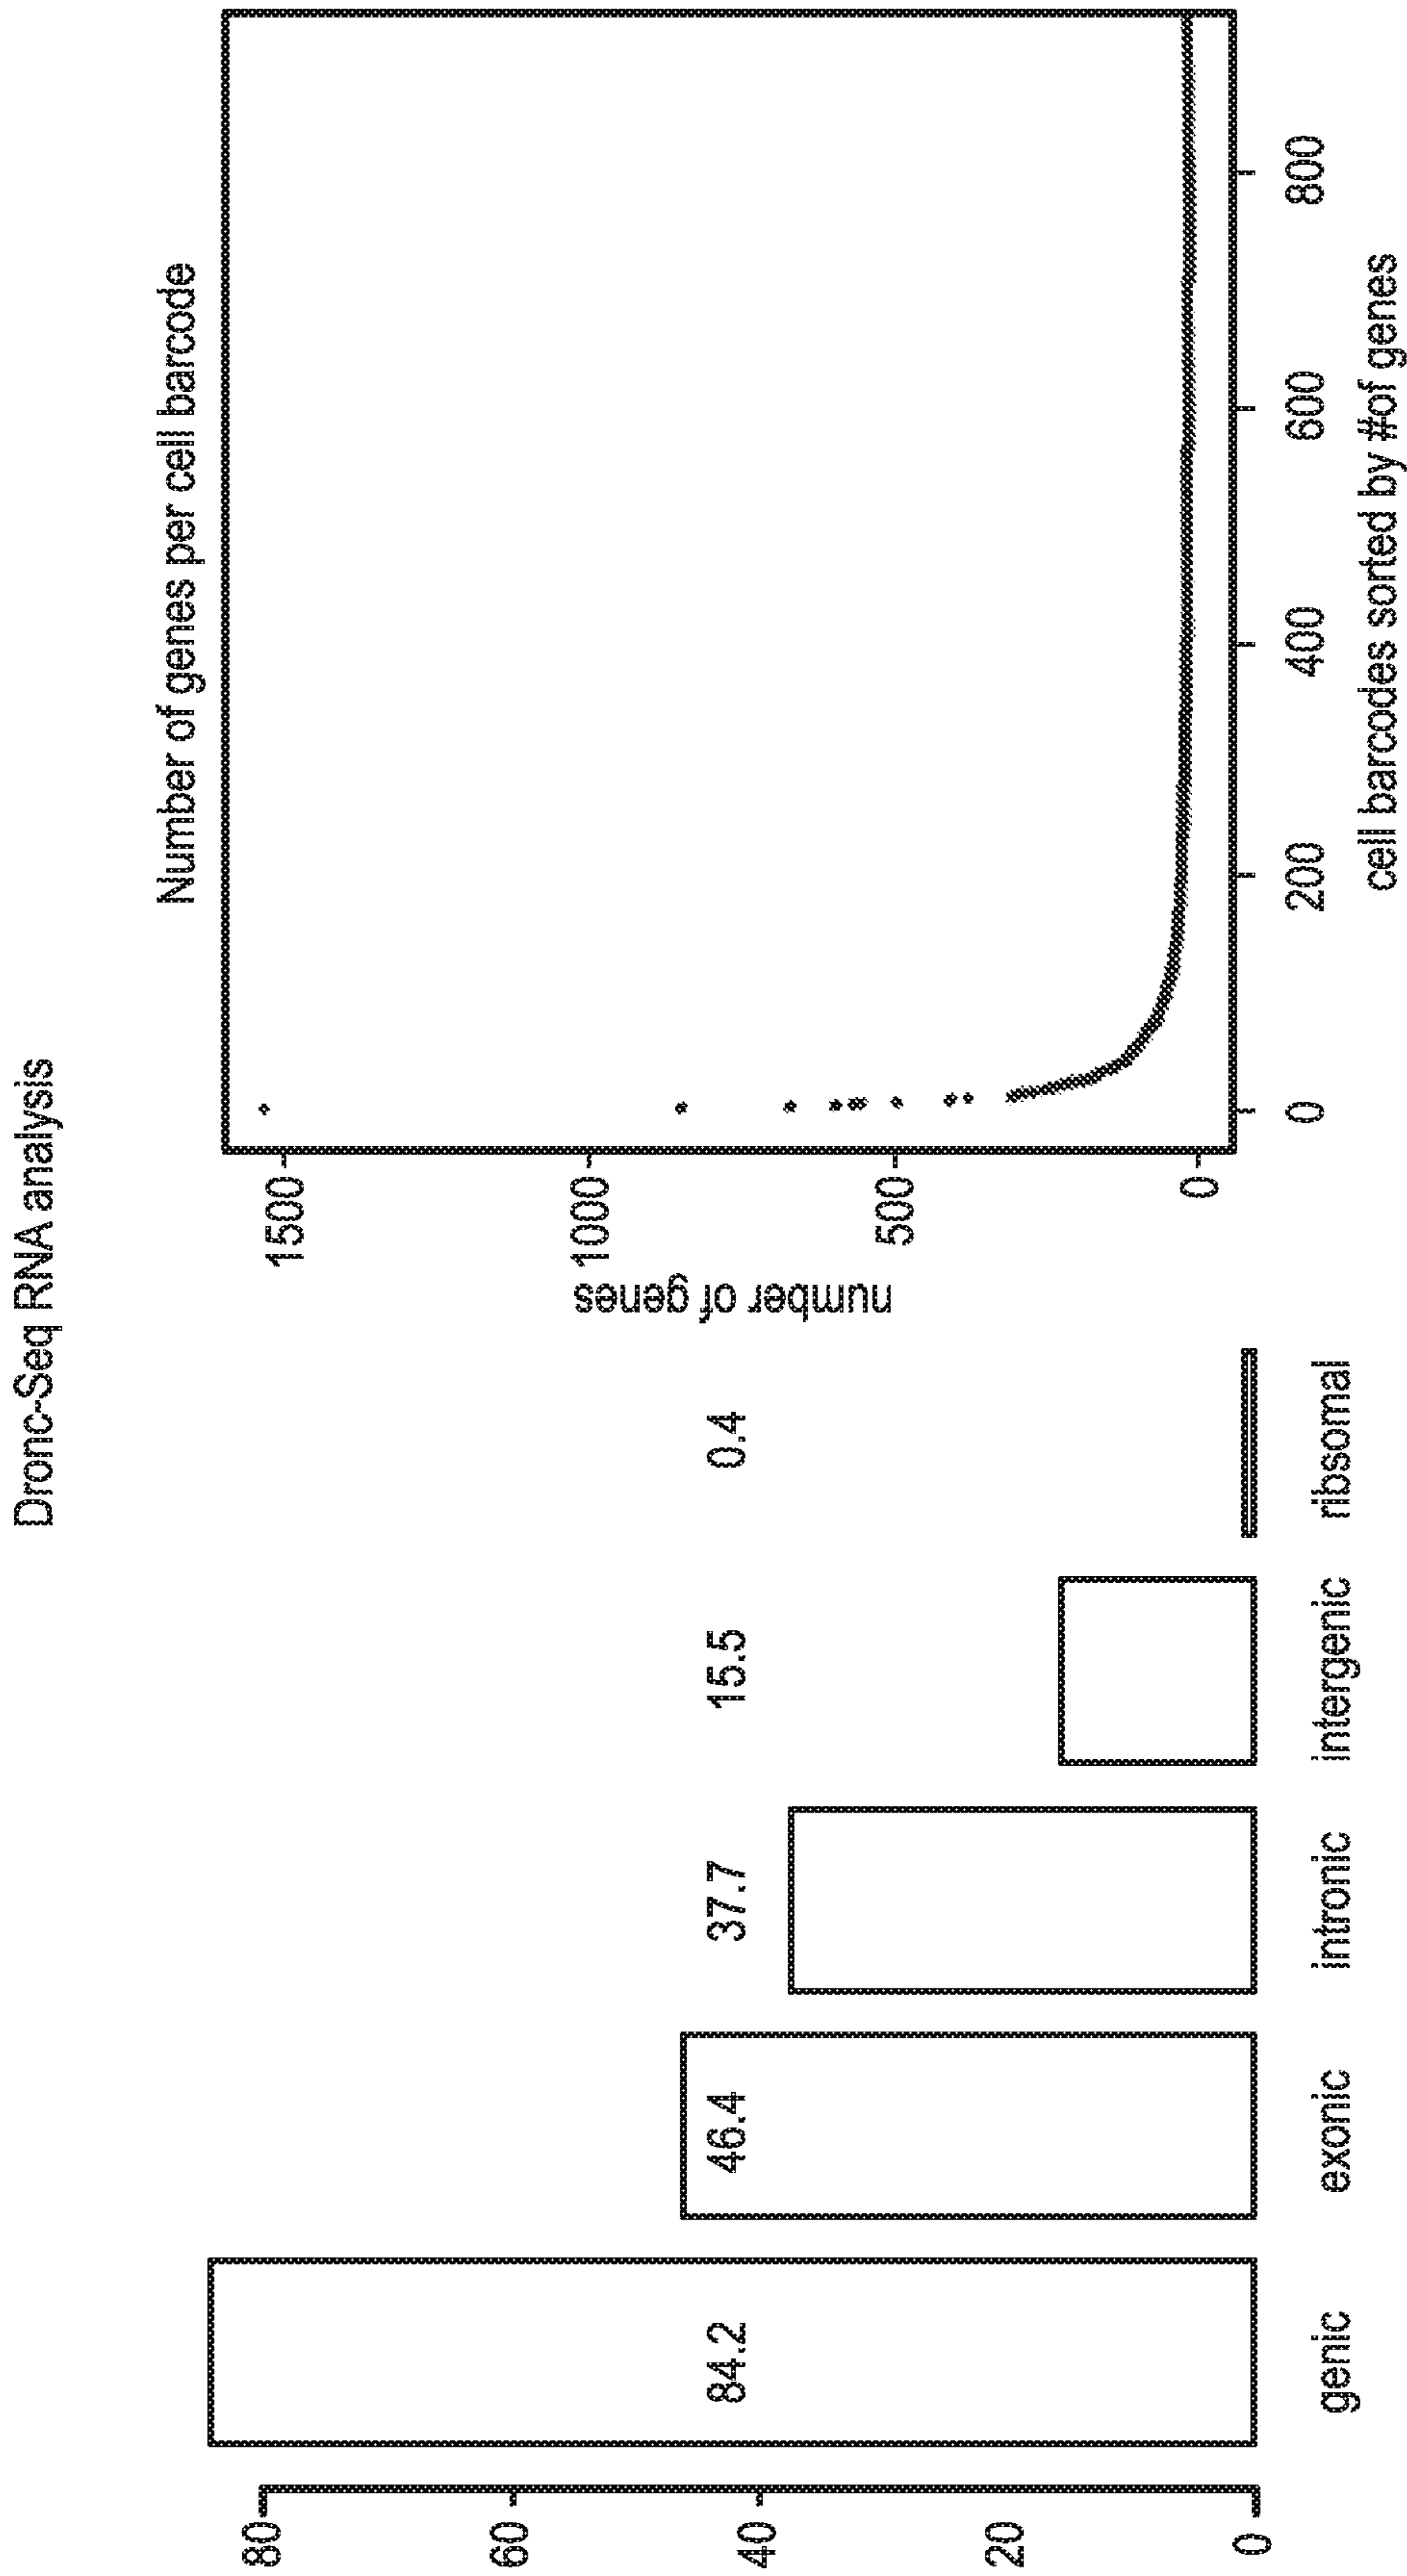 Dronc-Seq RNA analysis
80
60
40
20
0
84.2
46.4
37.7
15.5
0.4
genic
exonic
intronic
intergenic
ribsomal
Number of genes per cell barcode
number of genes
1500
1000
500
0
0
200
400
600
800
cell barcodes sorted by #of genes